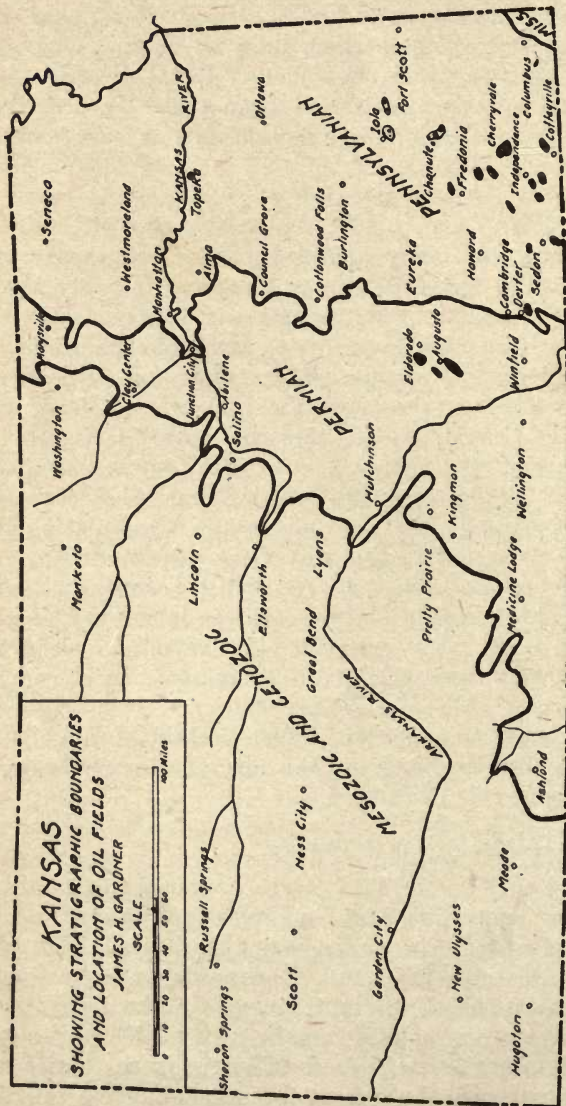 KANSAS
SHOWING STRATIGRAPHIC BOUNDARIES
AND LOCATION OF OIL FIELDS
JAMES H. GARDNER
SCALE
0 10 20 30 40 50 60 100 Miles
Mankato
Washington
Marysville
Seneca
Clay Center
Westmoreland
Manhattan
KANSAS RIVER
Topeka
Junction City
Alma
Lincoln
Abilene
Salina
Russell Springs
Sharon Springs
Ellsworth
Council Grove
Ottawa
MESOZOIC AND CENOZOIC
PERMIAN
PENNSYLVANIAN
Scott
Ness City
Great Bend
Lyons
Cottonwood Falls
Burlington
Hutchinson
Iola
Fort Scott
Garden City
ARKANSAS RIVER
Eldorado
Augusta
Eureka
Chanute
Fredonia
Pretty Prairie
Kingman
New Ulysses
Howard
Cherryvale
Independence
Columbus
Coffeyville
Hugoton
Meade
Ashland
Medicine Lodge
Wellington
Winfield
Cambridge
Dexter
Sedan
MISS.